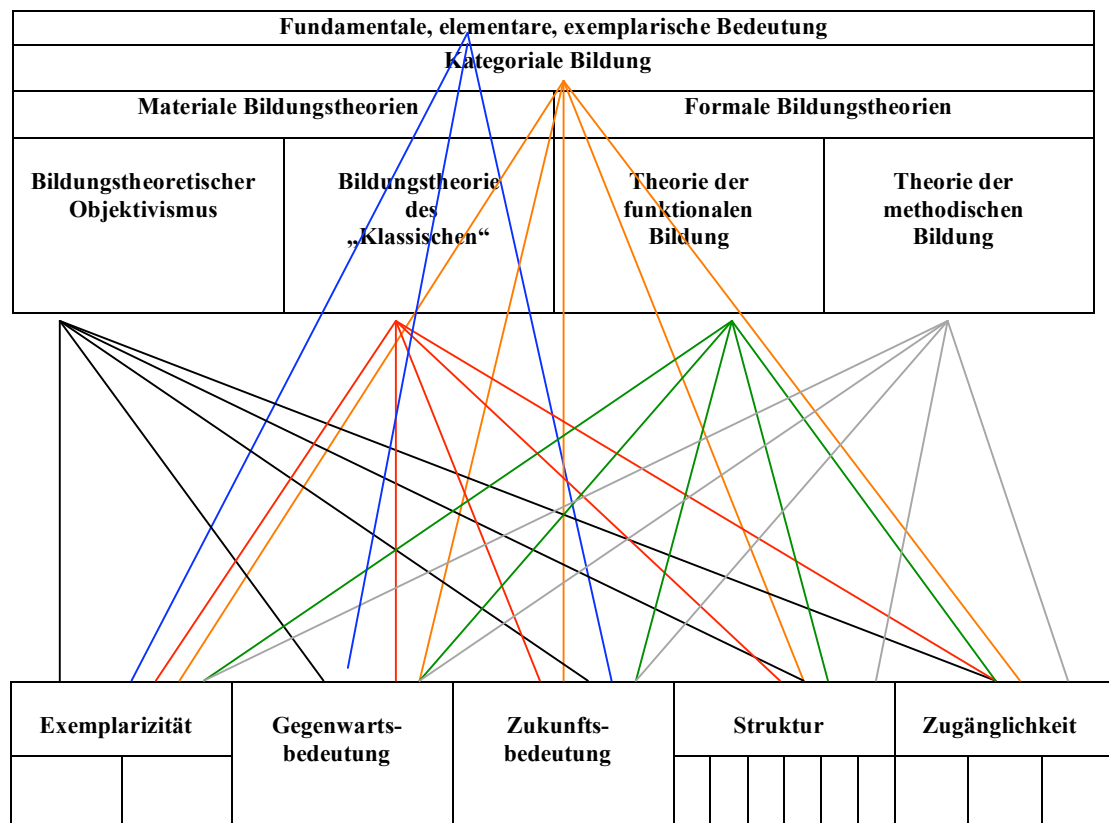 Fundamentale, elementare, exemplarische Bedeutung
Kategoriale Bildung
Materiale Bildungstheorien
Formale Bildungstheorien
Bildungstheoretischer
Objektivismus
Bildungstheorie
des
„Klassischen“
Theorie der
funktionalen
Bildung
Theorie der
methodischen
Bildung
Exemplarizität
Gegenwarts-
bedeutung
Zukunfts-
bedeutung
Struktur
Zugänglichkeit